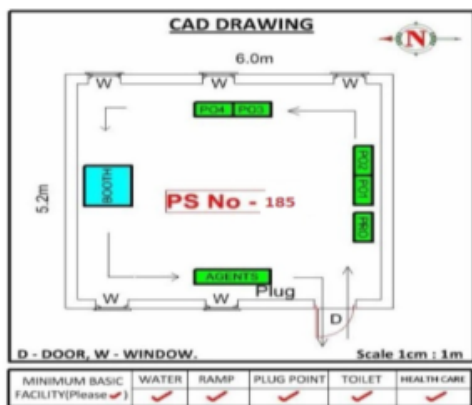 CAD DRAWING
N
6.0m
W W W
PO4 PO3
5.2m
BOOTH
PO2
PO1
PRO
PS No - 185
AGENTS
Plug
W W
D
D - DOOR, W - WINDOW.
Scale 1cm : 1m
MINIMUM BASIC FACILITY(Please ✓)
WATER
RAMP
PLUG POINT
TOILET
HEALTH CARE
✓ ✓ ✓ ✓ ✓